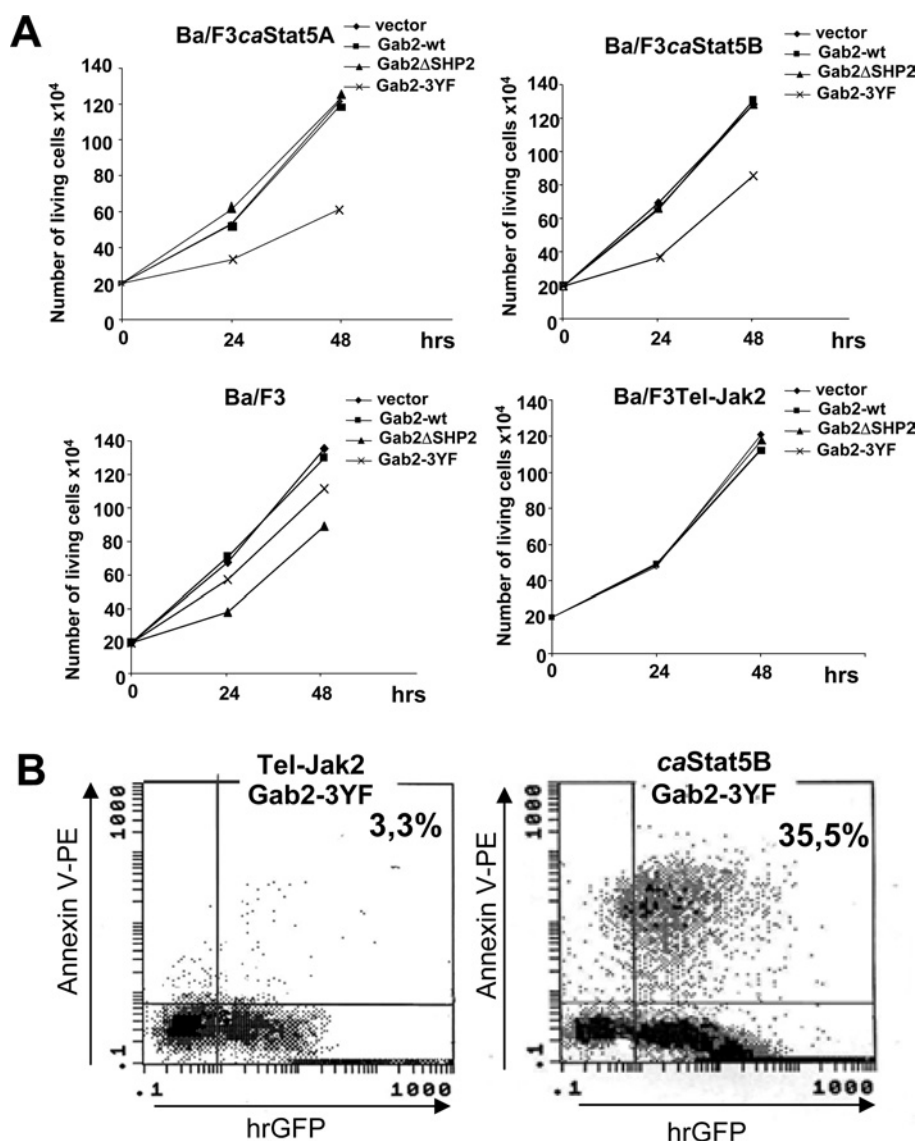 A
Ba/F3caStat5A
vector
Gab2-wt
Gab2ΔSHP2
Gab2-3YF
Number of living cells x10⁴
140
120
100
80
60
40
20
0
0
24
48
hrs
Ba/F3caStat5B
vector
Gab2-wt
Gab2ΔSHP2
Gab2-3YF
Number of living cells x10⁴
140
120
100
80
60
40
20
0
0
24
48
hrs
Ba/F3
vector
Gab2-wt
Gab2ΔSHP2
Gab2-3YF
Number of living cells x10⁴
140
120
100
80
60
40
20
0
0
24
48
hrs
Ba/F3Tel-Jak2
vector
Gab2-wt
Gab2ΔSHP2
Gab2-3YF
Number of living cells x10⁴
140
120
100
80
60
40
20
0
0
24
48
hrs
B
Tel-Jak2
Gab2-3YF
3,3%
Annexin V-PE
1000
.1
.1
1000
hrGFP
caStat5B
Gab2-3YF
35,5%
Annexin V-PE
1000
.1
.1
1000
hrGFP